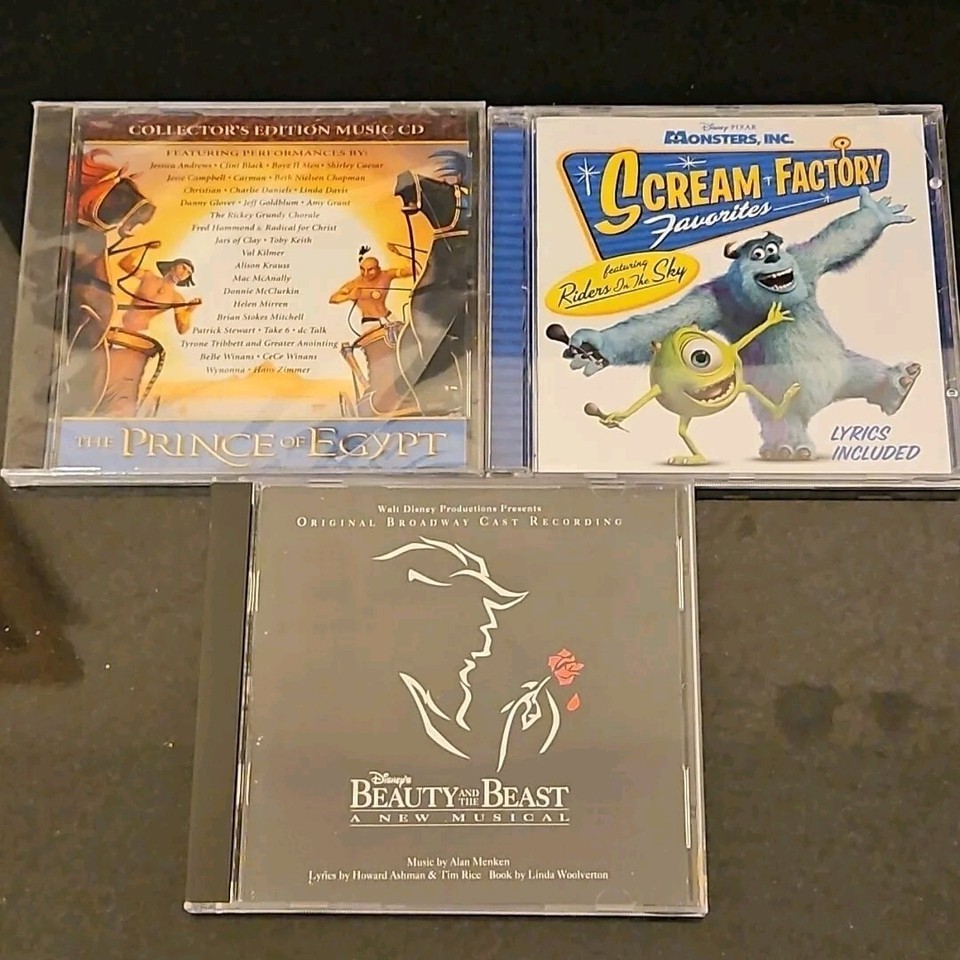 COLLECTOR'S EDITION MUSIC CD
FEATURING PERFORMANCES BY:
Jessica Andrews • Clint Black • Boyz II Men • Shirley Caesar
Jesse Campbell • Carman • Beth Nielsen Chapman
Christian • Charlie Daniels • Linda Davis
Danny Glover • Jeff Goldblum • Amy Grant
The Rickey Grundy Chorale
Fred Hammond & Radical for Christ
Jars of Clay • Toby Keith
Val Kilmer
Alison Krauss
Mac McAnally
Donnie McClurkin
Helen Mirren
Brian Stokes Mitchell
Patrick Stewart • Take 6 • dc Talk
Tyrone Tribbett and Greater Anointing
BeBe Winans • CeCe Winans
Wynonna • Hans Zimmer
THE PRINCE OF EGYPT
Disney • PIXAR
MONSTERS, INC.
SCREAM FACTORY
Favorites
featuring
Riders In The Sky
LYRICS
INCLUDED
Walt Disney Productions Presents
ORIGINAL BROADWAY CAST RECORDING
Disney's
BEAUTY AND THE BEAST
A NEW MUSICAL
Music by Alan Menken
Lyrics by Howard Ashman & Tim Rice Book by Linda Woolverton